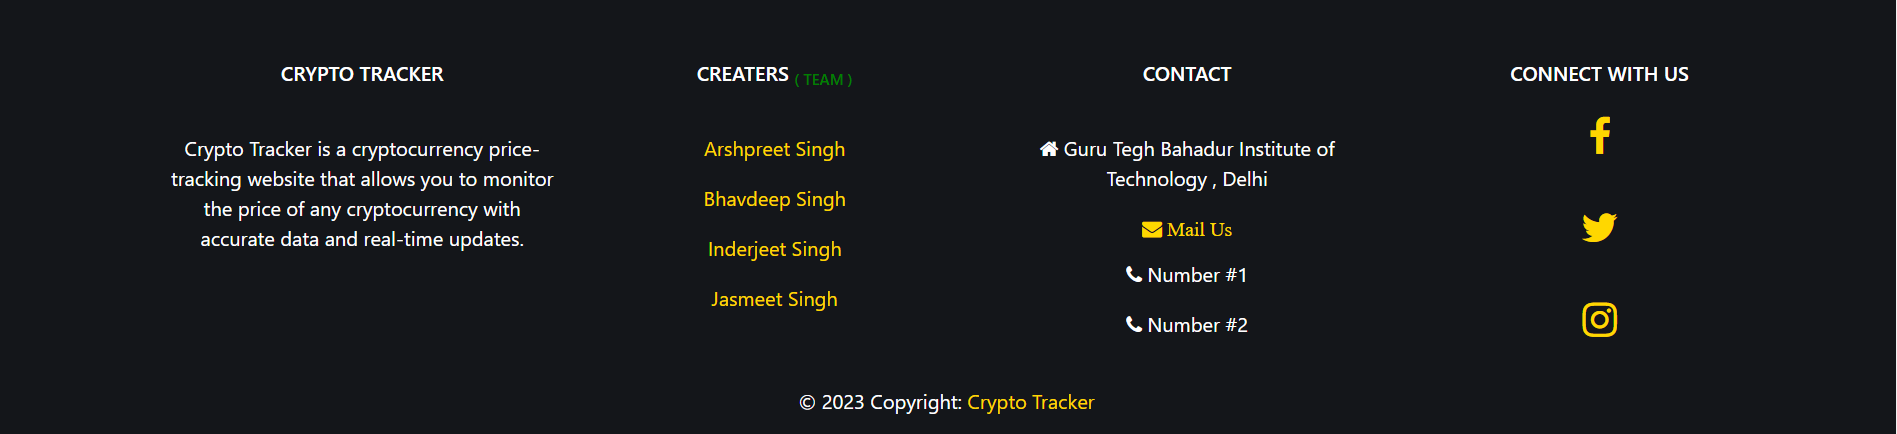 CRYPTO TRACKER
Crypto Tracker is a cryptocurrency price-
tracking website that allows you to monitor
the price of any cryptocurrency with
accurate data and real-time updates.
CREATERS ( TEAM )
Arshpreet Singh
Bhavdeep Singh
Inderjeet Singh
Jasmeet Singh
CONTACT
Guru Tegh Bahadur Institute of
Technology , Delhi
Mail Us
Number #1
Number #2
CONNECT WITH US
© 2023 Copyright: Crypto Tracker